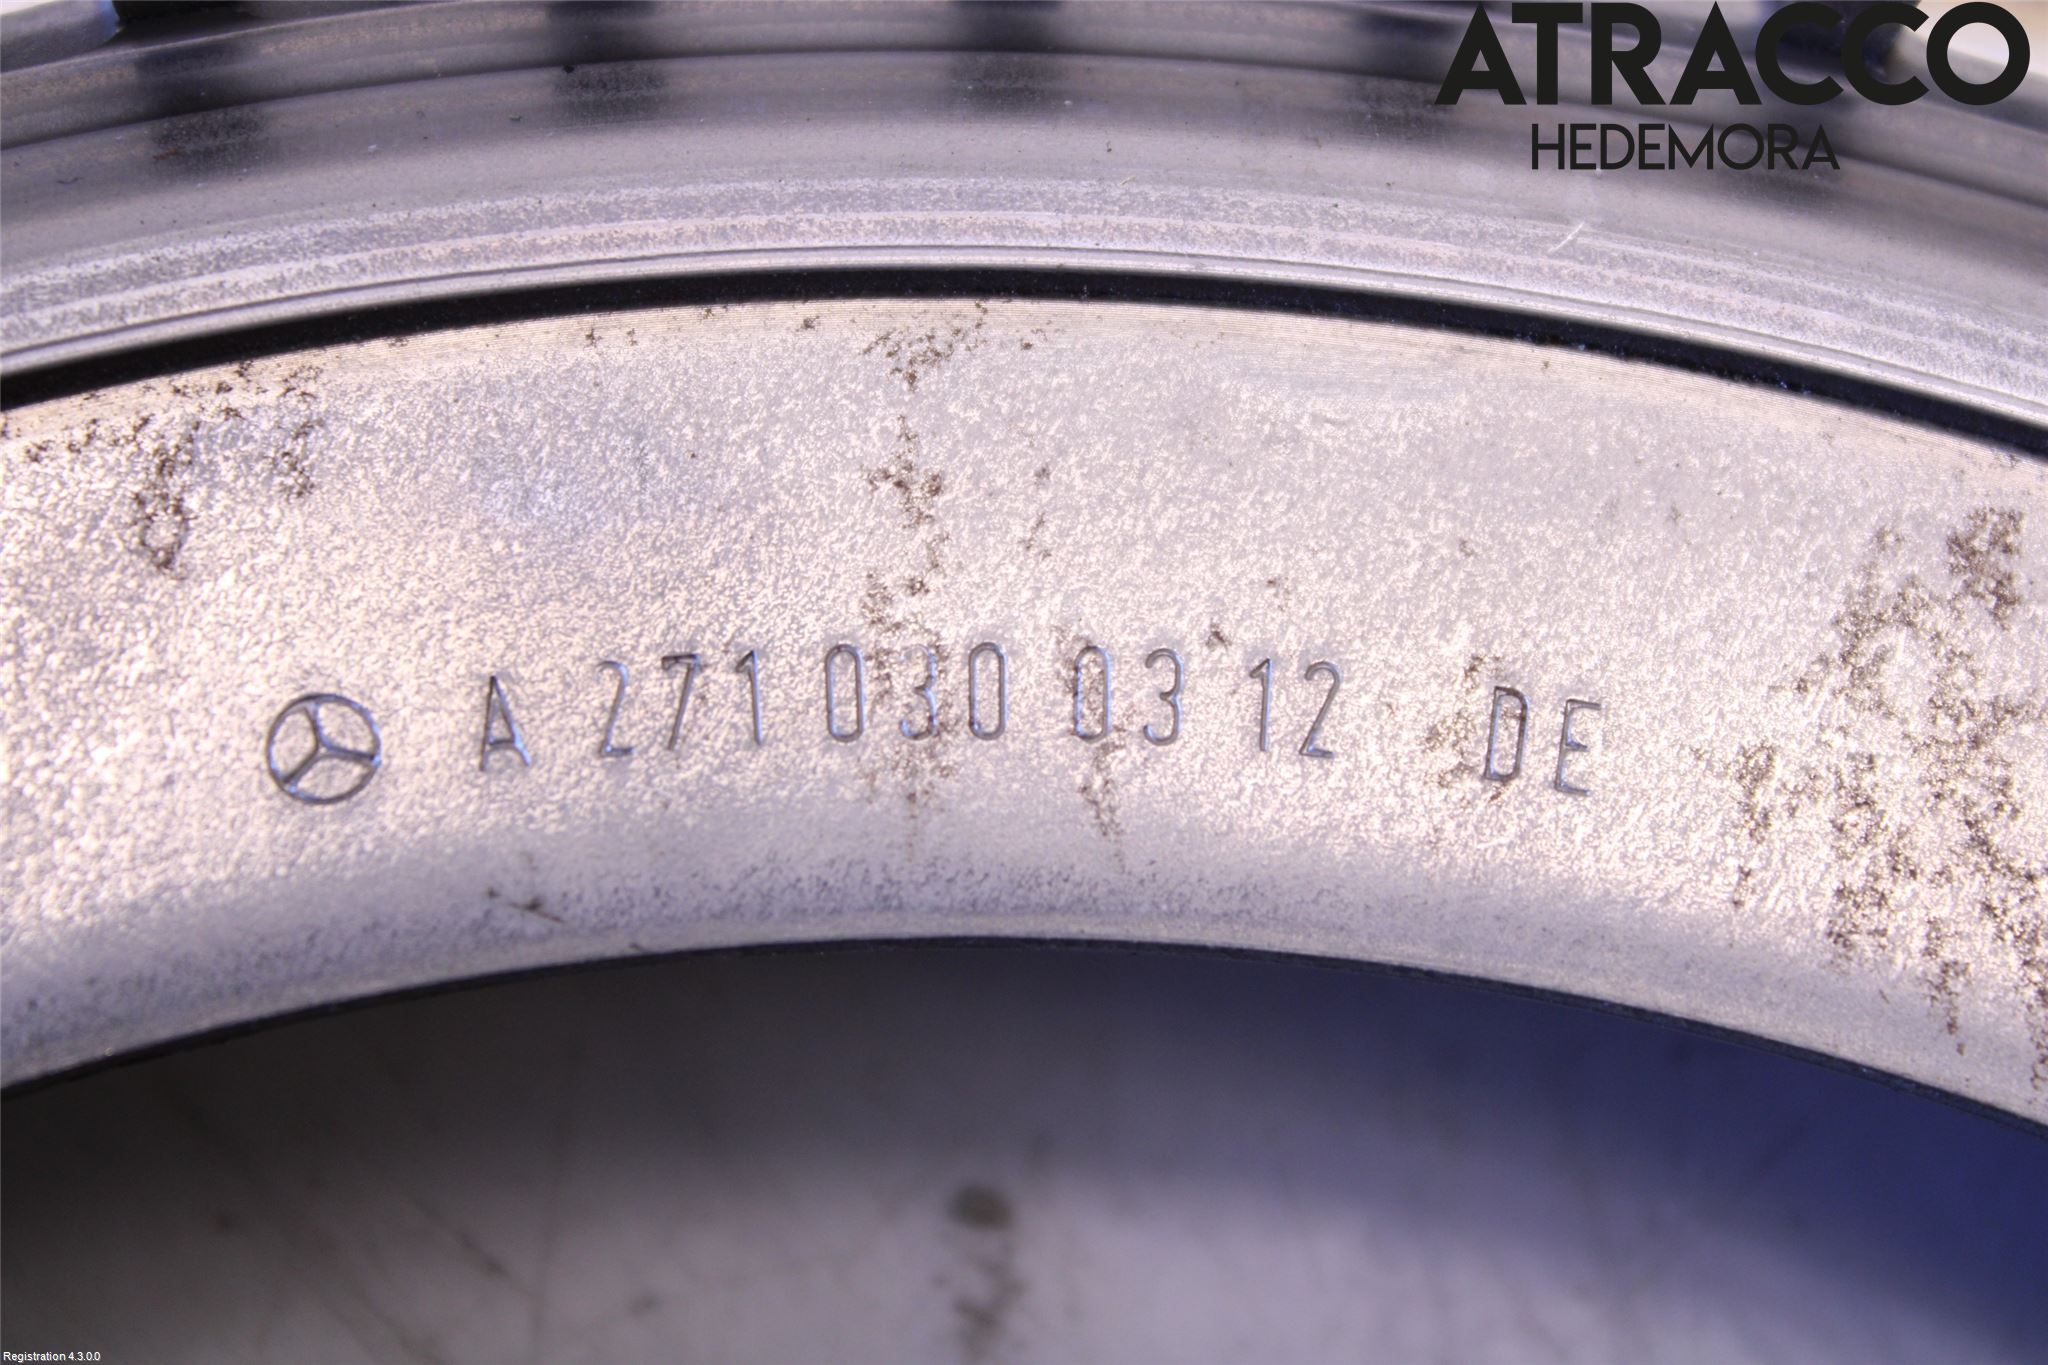 ATRACCO
HEDEMORA
A 271 030 03 12 DE
Registration 4.3.0.0